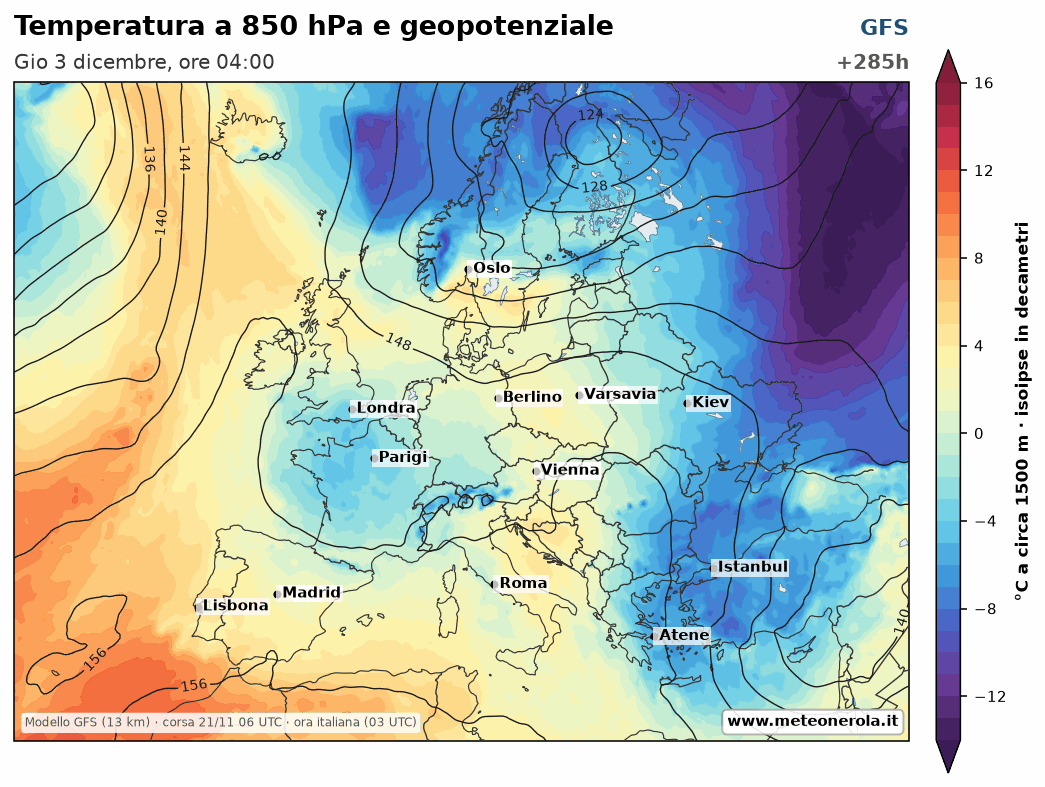 Temperatura a 850 hPa e geopotenziale
GFS
Gio 3 dicembre, ore 04:00
+285h
136
144
140
124
128
148
Oslo
Londra
Berlino
Varsavia
Kiev
Parigi
Vienna
Istanbul
Roma
Madrid
Lisbona
Atene
140
156
156
Modello GFS (13 km) · corsa 21/11 06 UTC · ora italiana (03 UTC)
www.meteonerola.it
16
12
8
4
0
−4
−8
−12
°C a circa 1500 m · isoipse in decametri